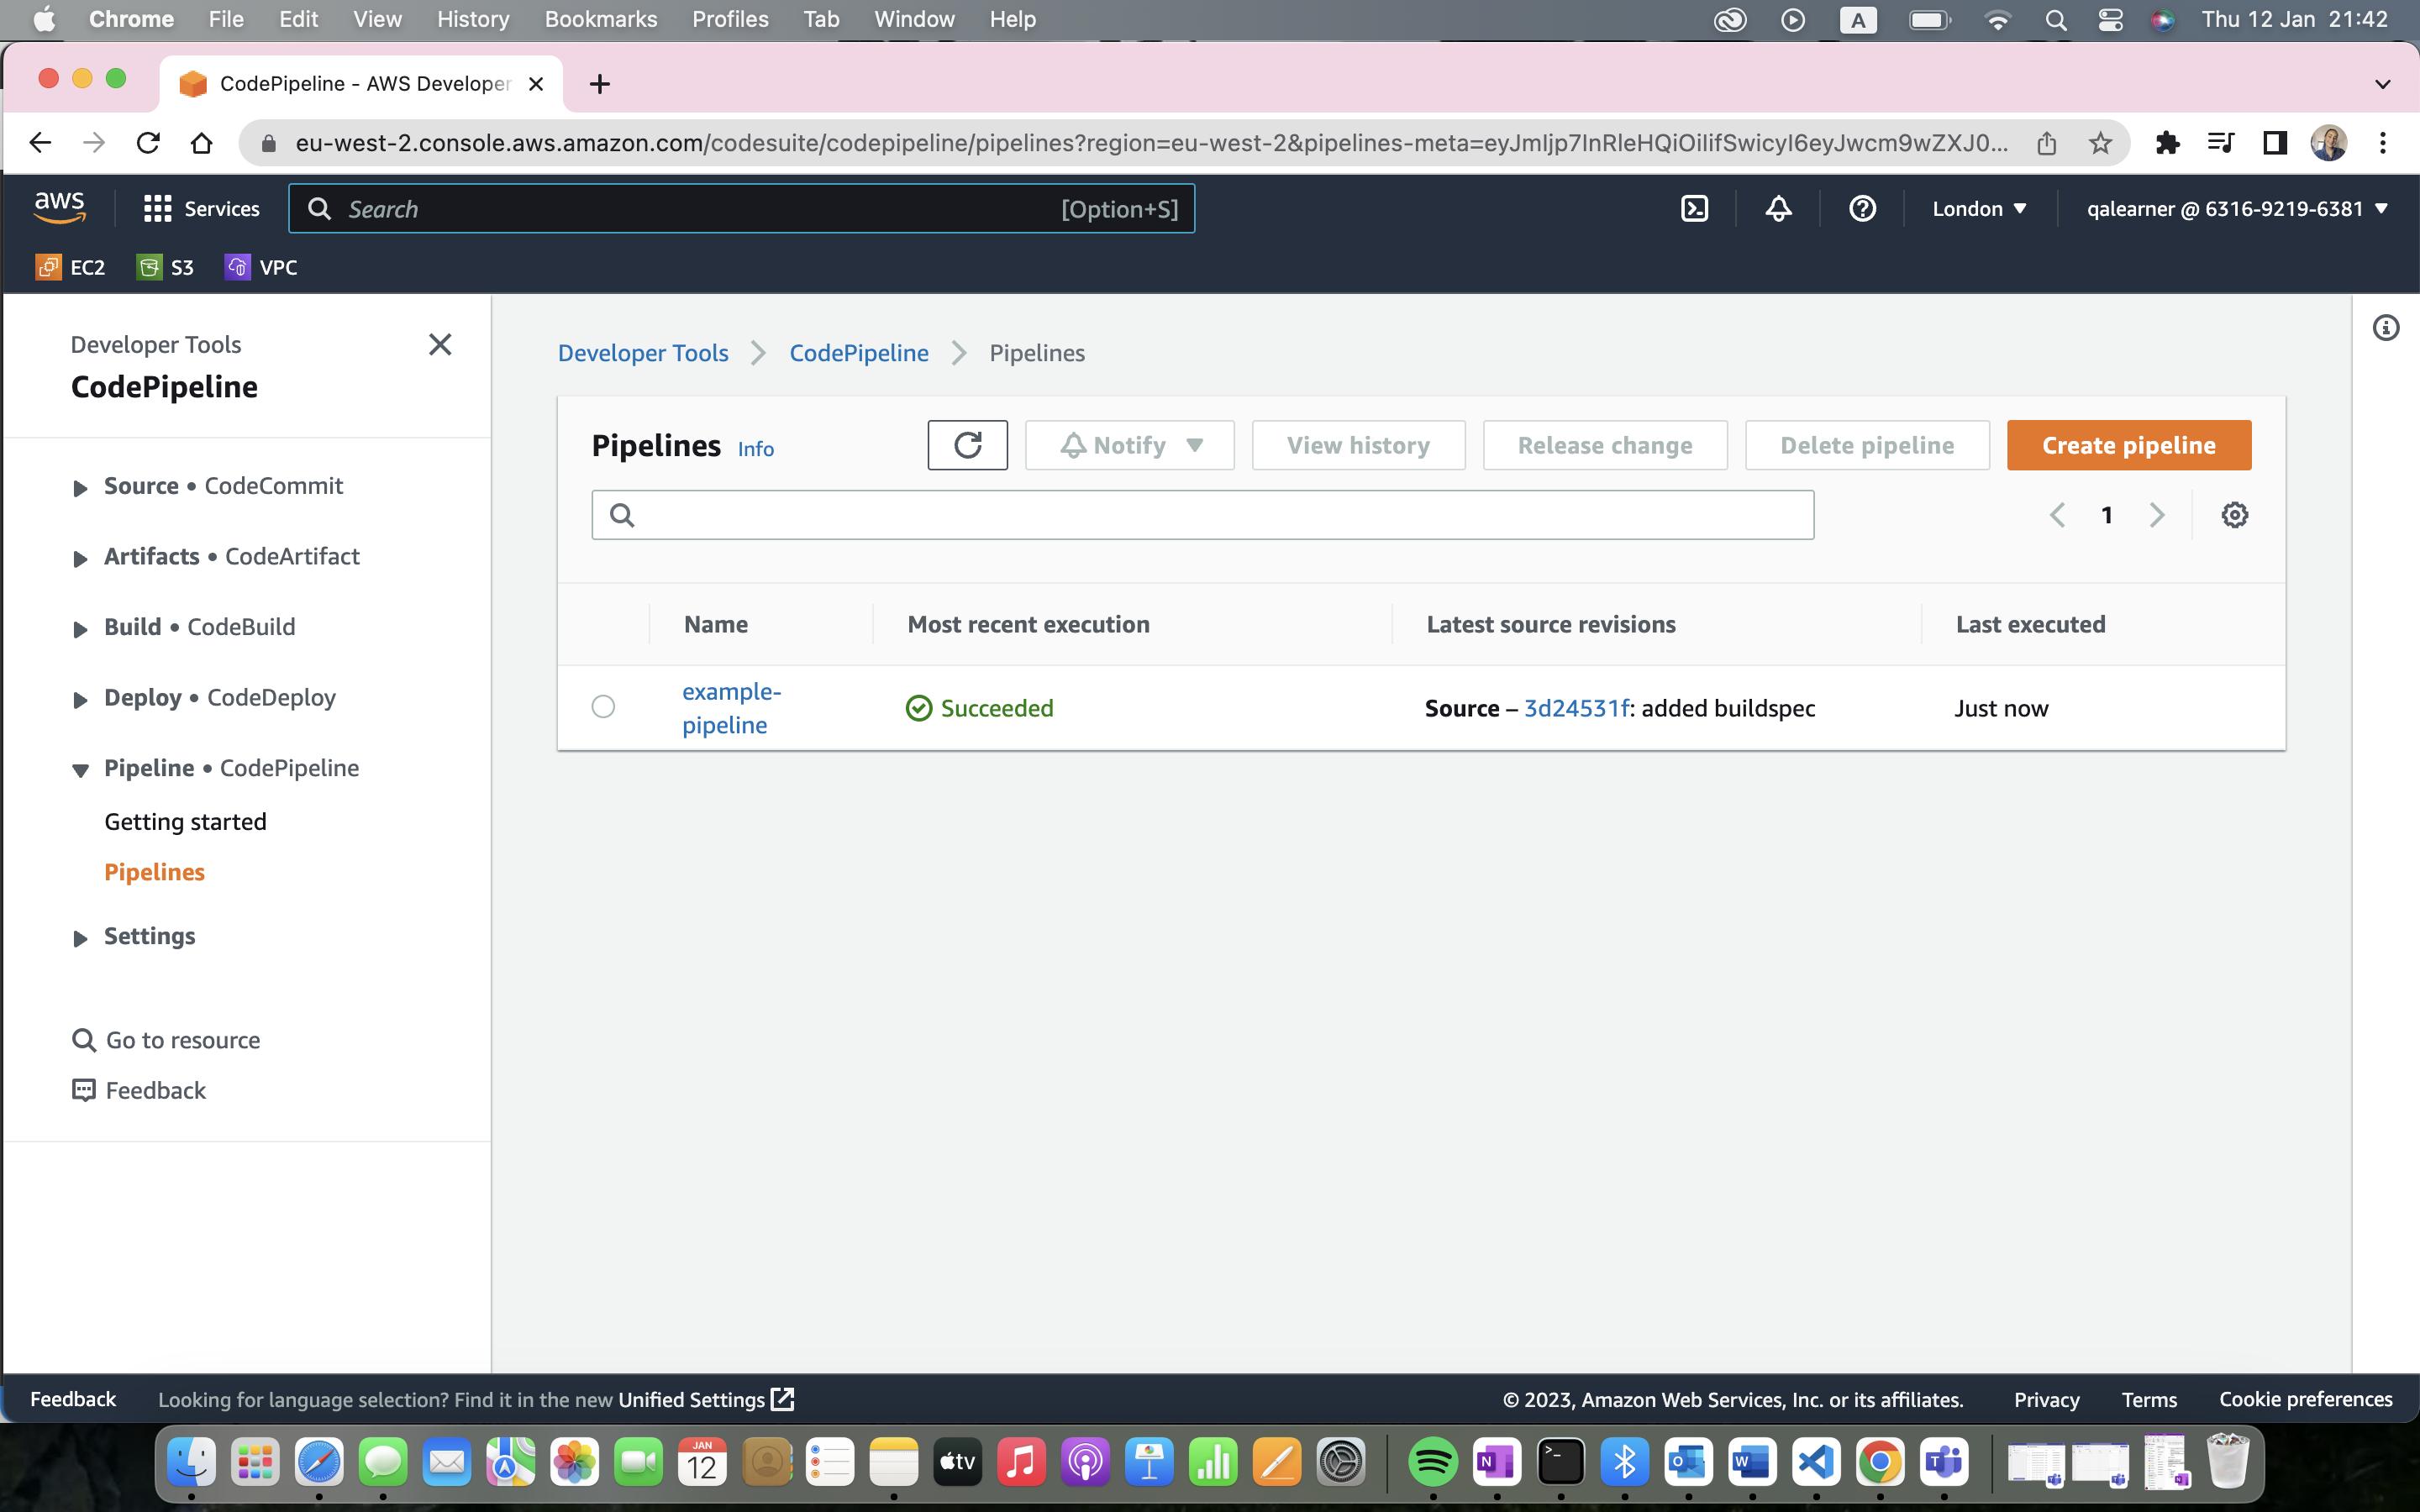 Chrome File Edit View History Bookmarks Profiles Tab Window Help A Thu 12 Jan 21:42
CodePipeline - AWS Developer
eu-west-2.console.aws.amazon.com/codesuite/codepipeline/pipelines?region=eu-west-2&pipelines-meta=eyJmIjp7InRleHQiOiIifSwicyI6eyJwcm9wZXJ0...
aws Services Search [Option+S] London qalearner @ 6316-9219-6381
EC2 S3 VPC
Developer Tools
CodePipeline
Source • CodeCommit
Artifacts • CodeArtifact
Build • CodeBuild
Deploy • CodeDeploy
Pipeline • CodePipeline
Getting started
Pipelines
Settings
Go to resource
Feedback
Developer Tools CodePipeline Pipelines
Pipelines Info Notify View history Release change Delete pipeline Create pipeline
1
Name Most recent execution Latest source revisions Last executed
example-
pipeline
Succeeded Source – 3d24531f: added buildspec Just now
Feedback Looking for language selection? Find it in the new Unified Settings © 2023, Amazon Web Services, Inc. or its affiliates. Privacy Terms Cookie preferences
JAN
12
tv
N
O
W
T